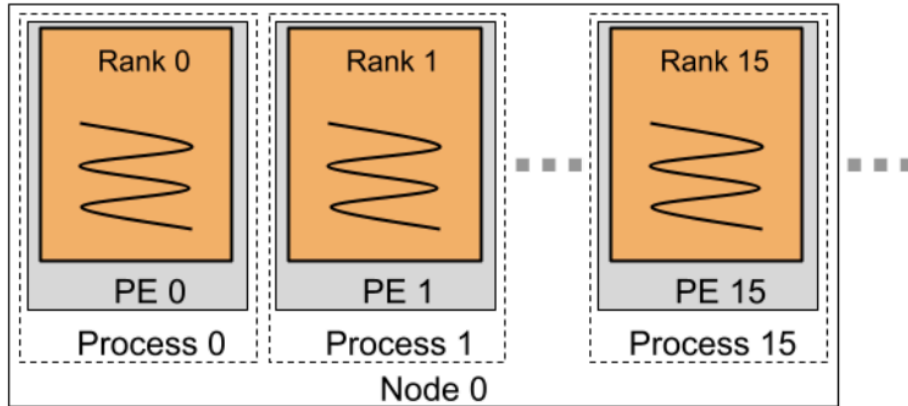 Rank 0
Rank 1
Rank 15
PE 0
PE 1
PE 15
Process 0
Process 1
Process 15
Node 0